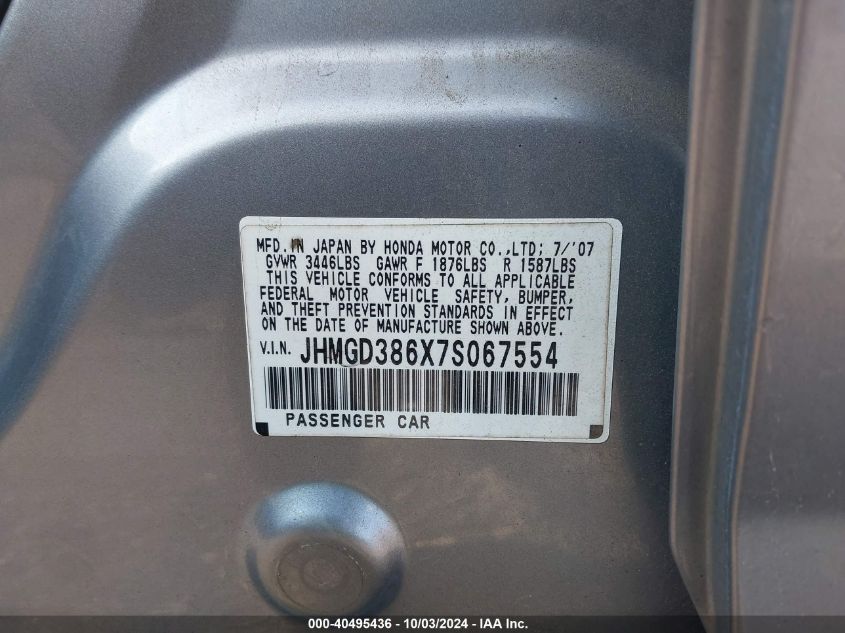 MFD. IN JAPAN BY HONDA MOTOR CO.,LTD; 7/'07
GVWR 3446LBS GAWR F 1876LBS R 1587LBS
THIS VEHICLE CONFORMS TO ALL APPLICABLE
FEDERAL MOTOR VEHICLE SAFETY, BUMPER,
AND THEFT PREVENTION STANDARDS IN EFFECT
ON THE DATE OF MANUFACTURE SHOWN ABOVE.
V.I.N. JHMGD386X7S067554
PASSENGER CAR
000-40495436 - 10/03/2024 - IAA Inc.